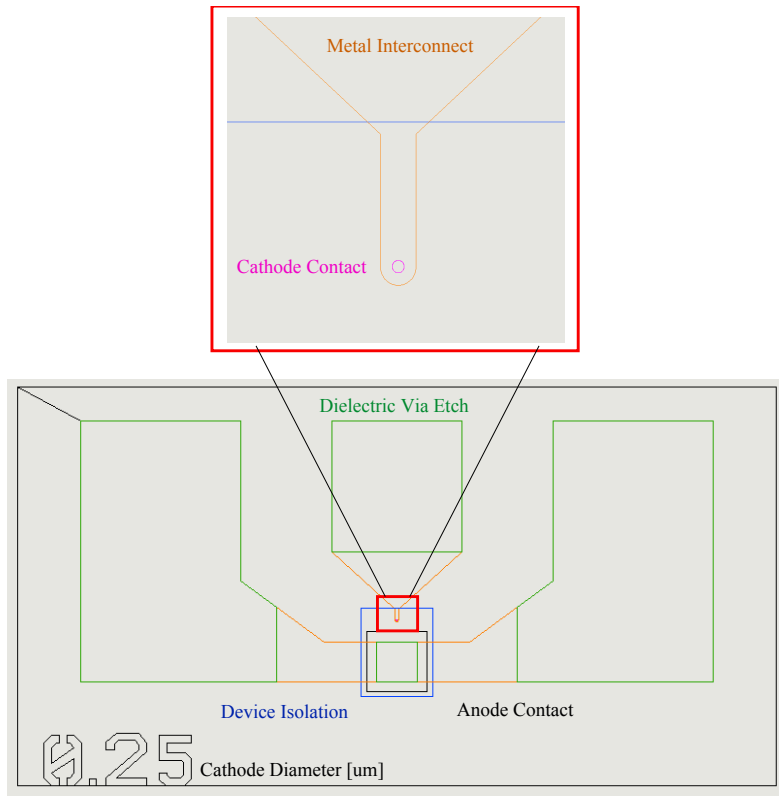 Metal Interconnect
Cathode Contact
Dielectric Via Etch
Device Isolation
Anode Contact
0.25
Cathode Diameter [um]